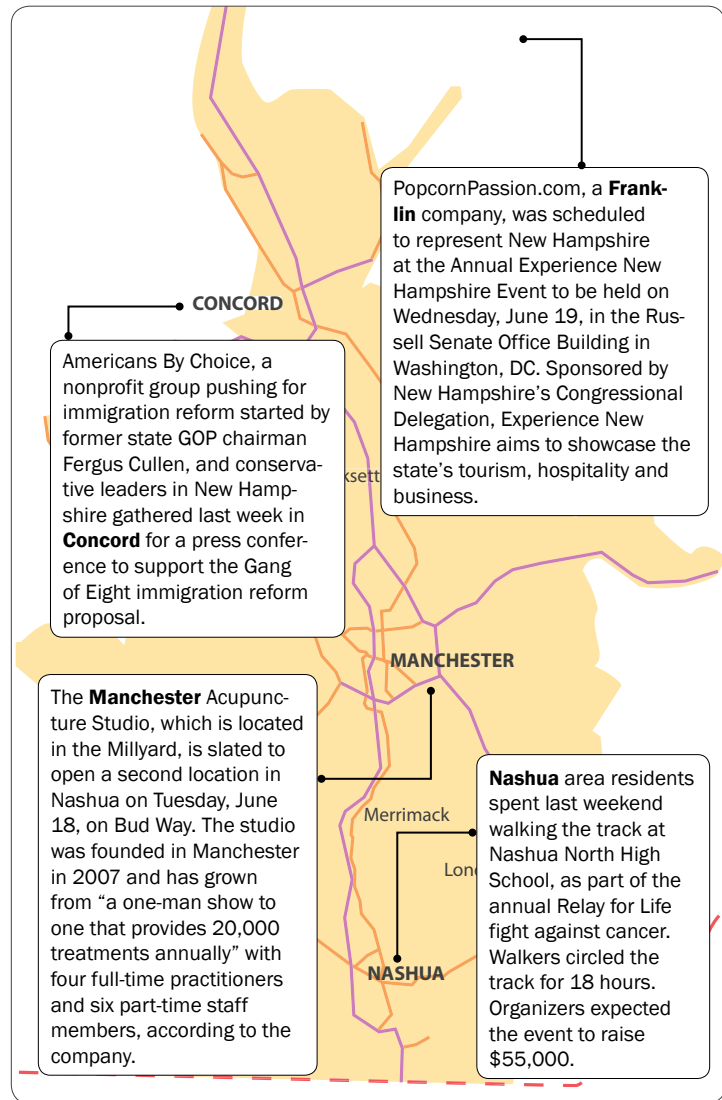 PopcornPassion.com, a Frank-
lin company, was scheduled
to represent New Hampshire
at the Annual Experience New
Hampshire Event to be held on
Wednesday, June 19, in the Rus-
sell Senate Office Building in
Washington, DC. Sponsored by
New Hampshire’s Congressional
Delegation, Experience New
Hampshire aims to showcase the
state’s tourism, hospitality and
business.
CONCORD
Americans By Choice, a
nonprofit group pushing for
immigration reform started by
former state GOP chairman
Fergus Cullen, and conserva-
tive leaders in New Hamp-
shire gathered last week in
Concord for a press confer-
ence to support the Gang
of Eight immigration reform
proposal.
ksett
MANCHESTER
The Manchester Acupunc-
ture Studio, which is located
in the Millyard, is slated to
open a second location in
Nashua on Tuesday, June
18, on Bud Way. The studio
was founded in Manchester
in 2007 and has grown
from “a one-man show to
one that provides 20,000
treatments annually” with
four full-time practitioners
and six part-time staff
members, according to the
company.
Merrimack
Lon
NASHUA
Nashua area residents
spent last weekend
walking the track at
Nashua North High
School, as part of the
annual Relay for Life
fight against cancer.
Walkers circled the
track for 18 hours.
Organizers expected
the event to raise
$55,000.